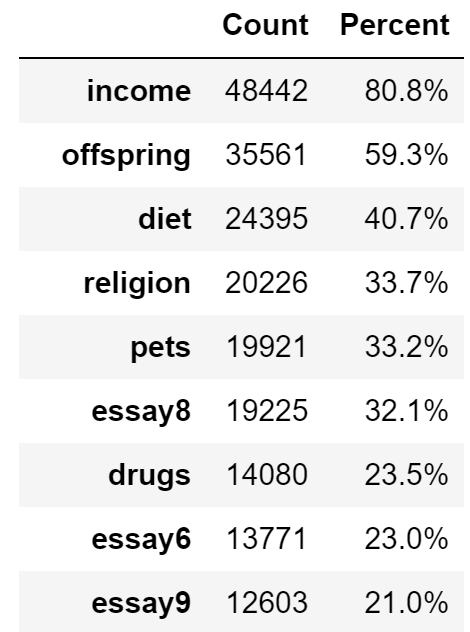 Count Percent
income 48442 80.8%
offspring 35561 59.3%
diet 24395 40.7%
religion 20226 33.7%
pets 19921 33.2%
essay8 19225 32.1%
drugs 14080 23.5%
essay6 13771 23.0%
essay9 12603 21.0%